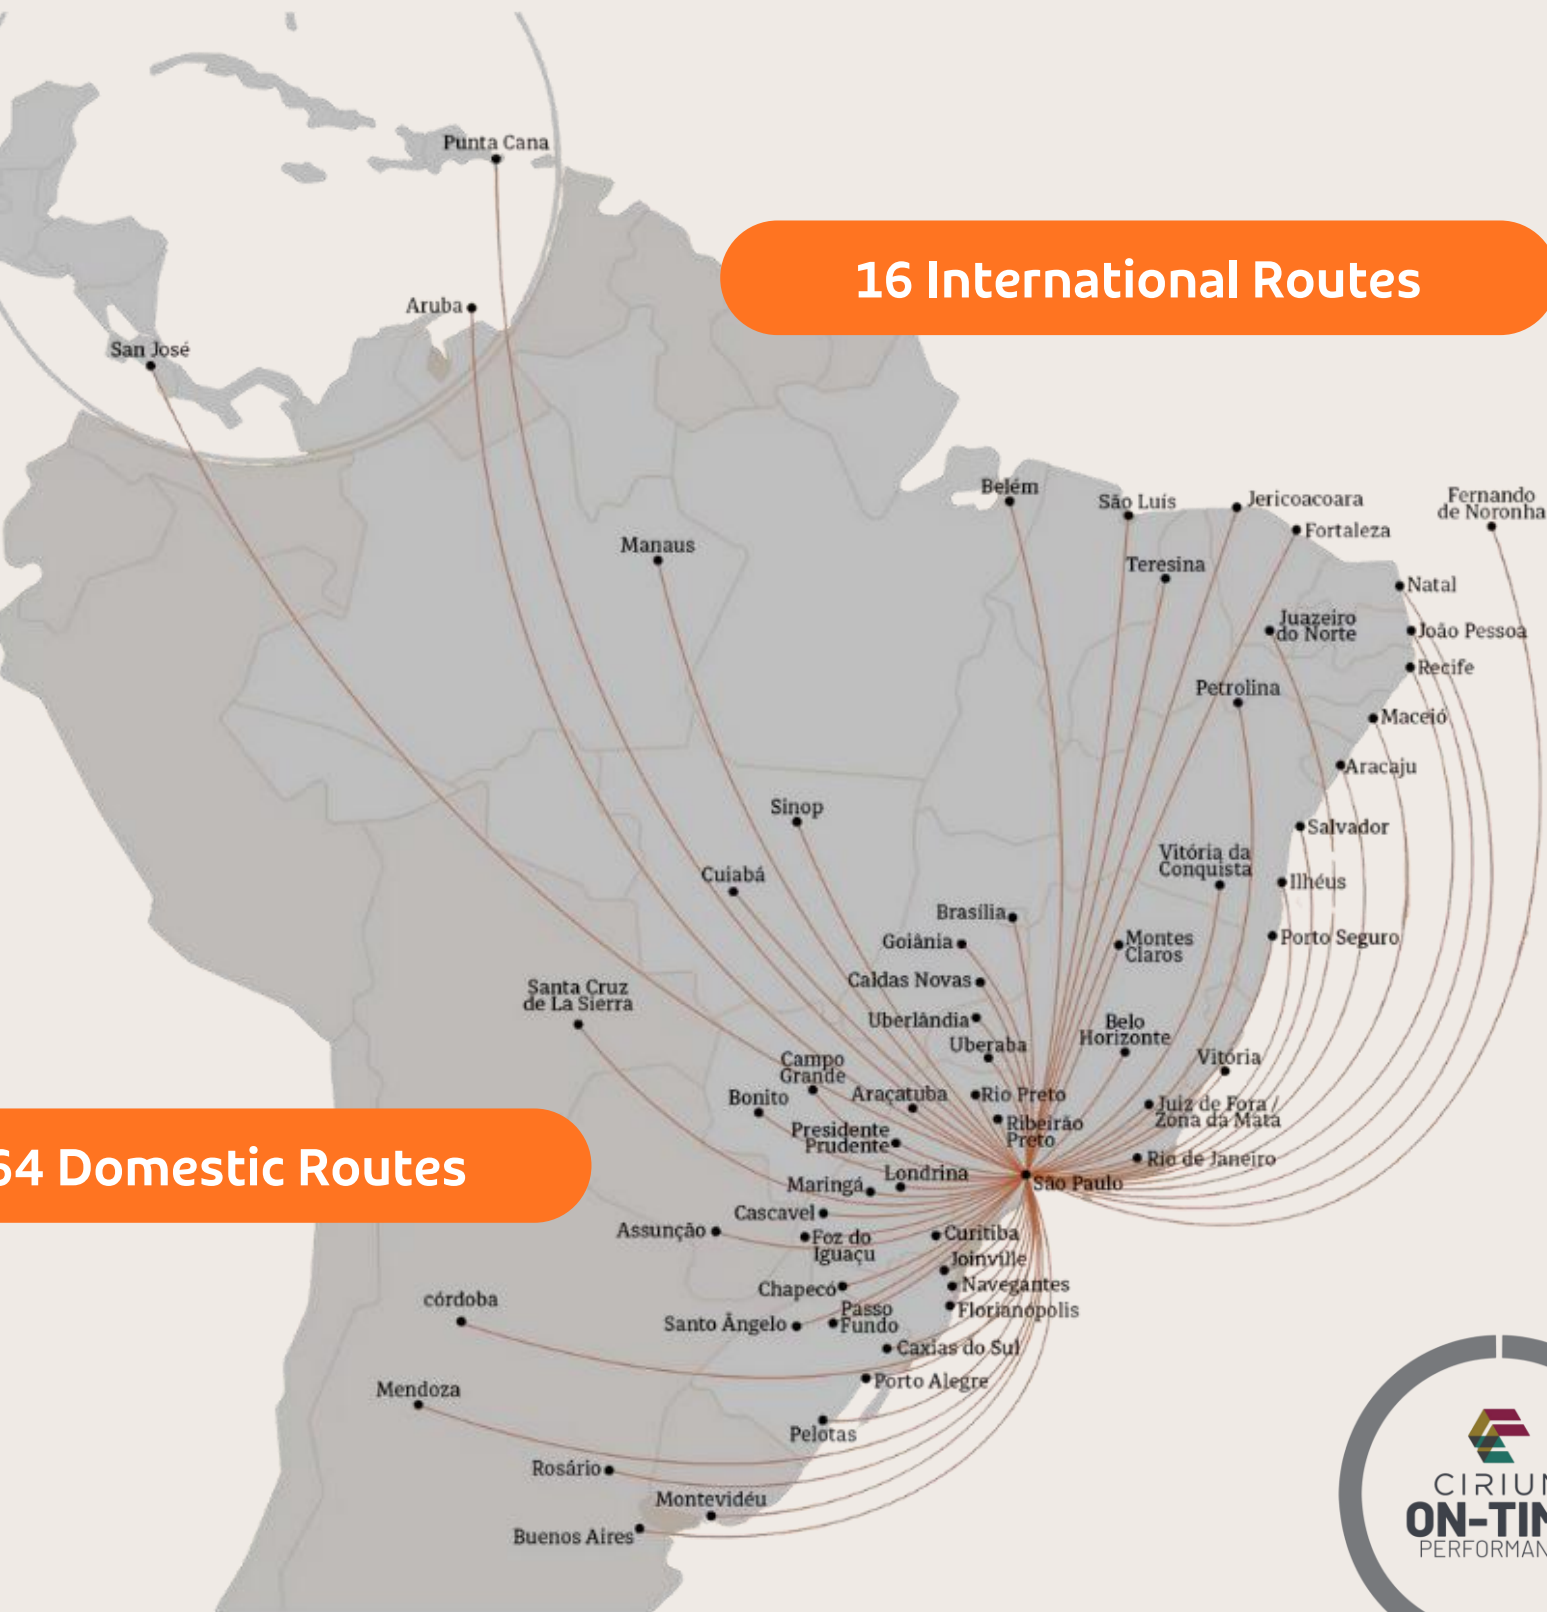 Punta Cana
16 International Routes
Aruba
San José
Belém
São Luís
Jericoacoara
Fernando
de Noronha
Fortaleza
Manaus
Teresina
Natal
Juazeiro
do Norte
João Pessoa
Recife
Petrolina
Maceió
Aracaju
Sinop
Salvador
Vitória da
Conquista
Cuiabá
Ilhéus
Brasília
Goiânia
Montes
Claros
Porto Seguro
Caldas Novas
Santa Cruz
de La Sierra
Uberlândia
Belo
Horizonte
Uberaba
Vitória
Campo
Grande
Bonito
Araçatuba
Rio Preto
Juiz de Fora /
Zona da Mata
Ribeirão
Preto
Presidente
Prudente
Rio de Janeiro
64 Domestic Routes
Londrina
Maringá
São Paulo
Cascavel
Assunção
Foz do
Iguaçu
Curitiba
Joinville
Chapecó
Navegantes
córdoba
Passo
Fundo
Florianópolis
Santo Ângelo
Caxias do Sul
Mendoza
Porto Alegre
Pelotas
Rosário
Montevidéu
Buenos Aires
CIRIUM
ON-TIM
PERFORMAN